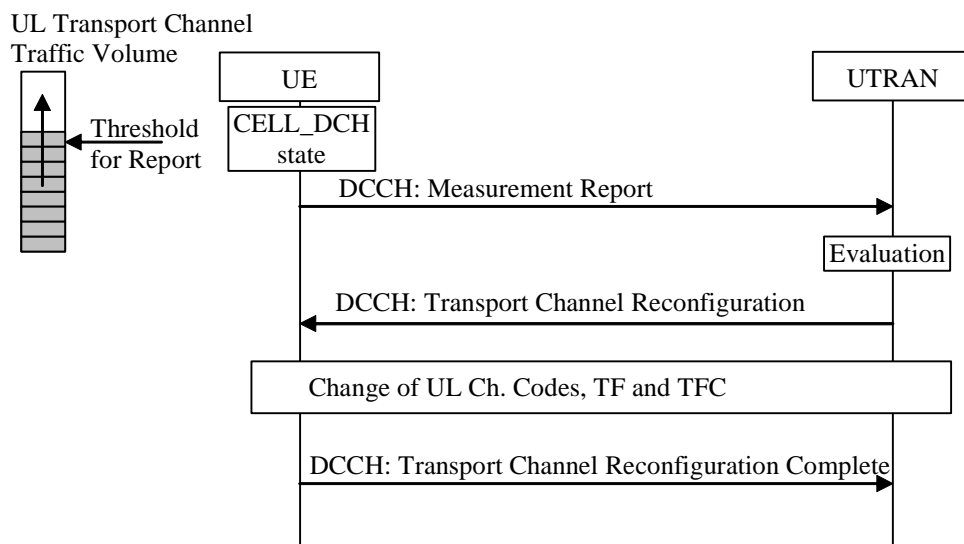 UL Transport Channel
Traffic Volume
UE
UTRAN
CELL_DCH
state
Threshold
for Report
DCCH: Measurement Report
Evaluation
DCCH: Transport Channel Reconfiguration
Change of UL Ch. Codes, TF and TFC
DCCH: Transport Channel Reconfiguration Complete